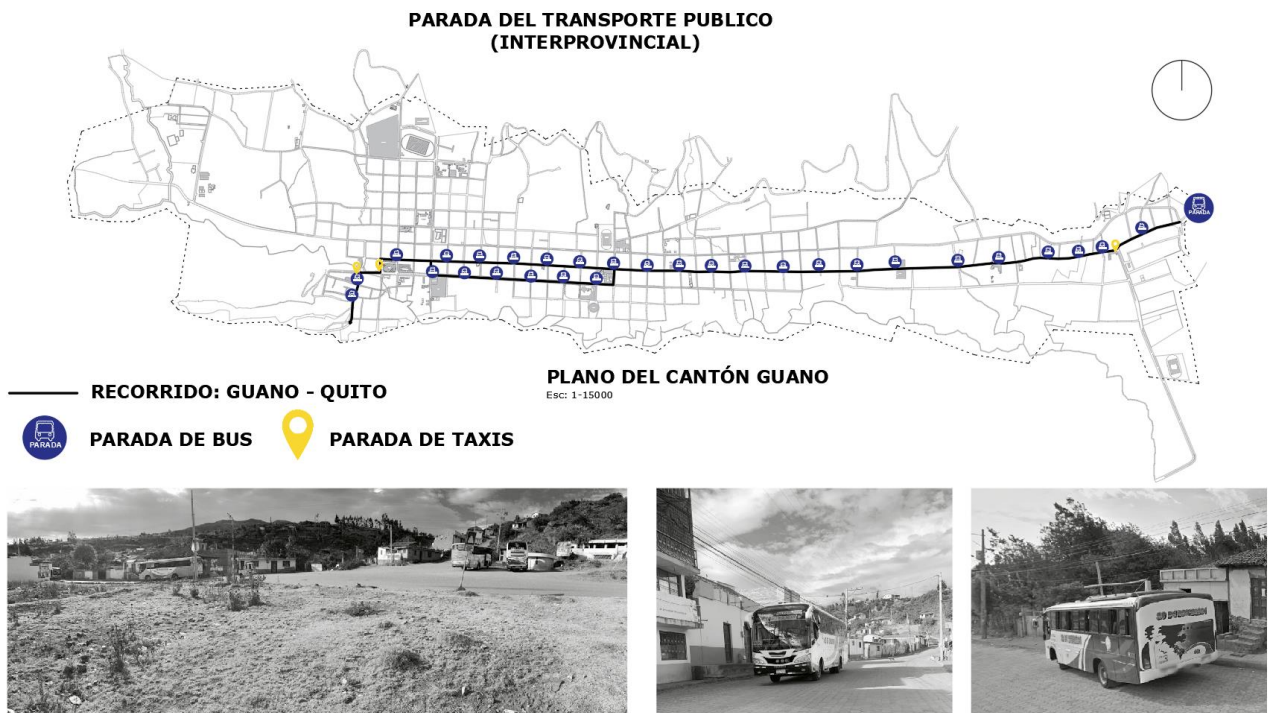 PARADA DEL TRANSPORTE PUBLICO
(INTERPROVINCIAL)
PARADA
RECORRIDO: GUANO - QUITO
PLANO DEL CANTÓN GUANO
Esc: 1-15000
PARADA
PARADA DE BUS
PARADA DE TAXIS